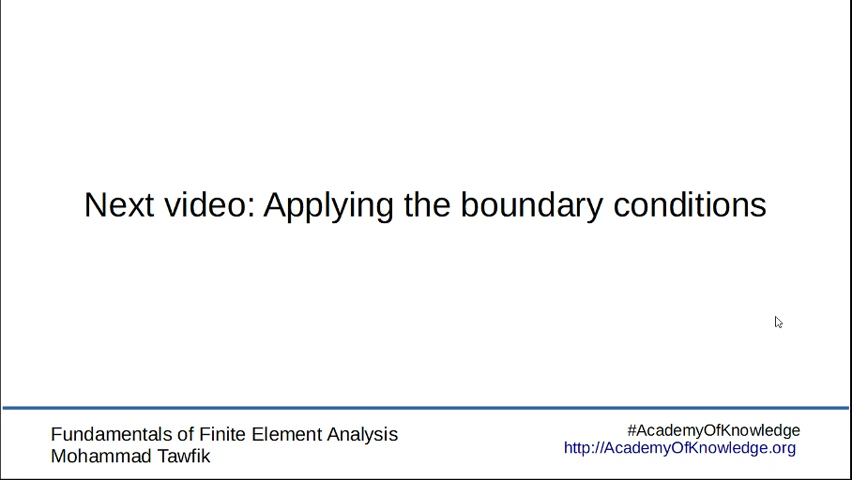 Next video: Applying the boundary conditions
Fundamentals of Finite Element Analysis
Mohammad Tawfik
#AcademyOfKnowledge
http://AcademyOfKnowledge.org